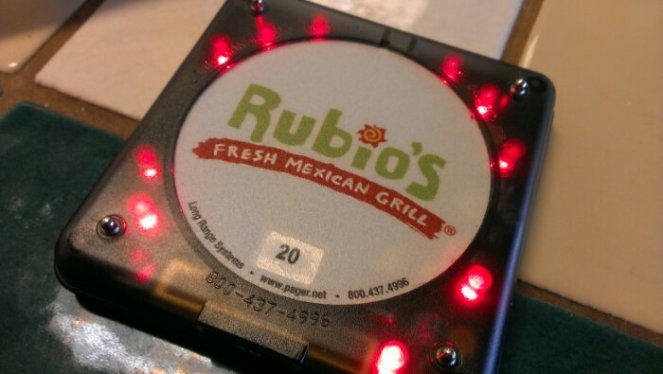 Rubio's
FRESH MEXICAN GRILL ®
20
Long Range Systems • www.pager.net • 800.437.4996
800-437-4996